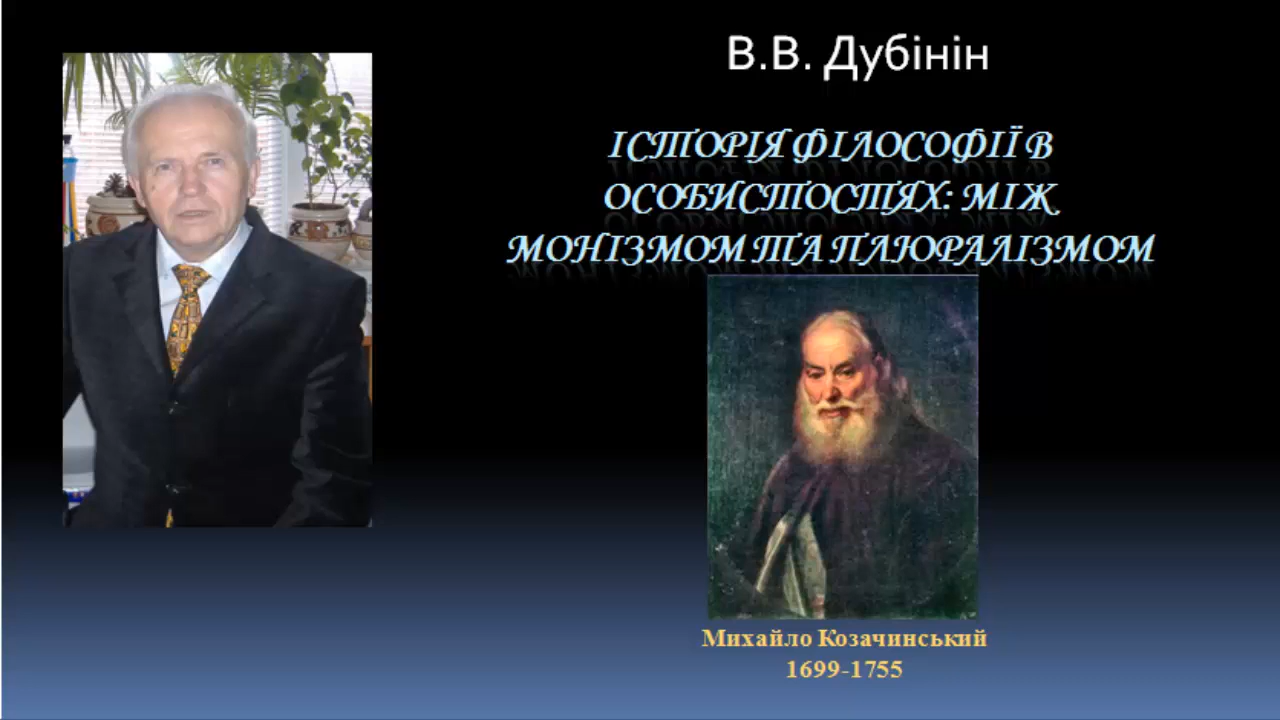 В.В. Дубінін
ІСТОРІЯ ФІЛОСОФІЇ В
ОСОБИСТОСТЯХ: МІЖ
МОНІЗМОМ ТА ПЛЮРАЛІЗМОМ
Михайло Козачинський
1699-1755